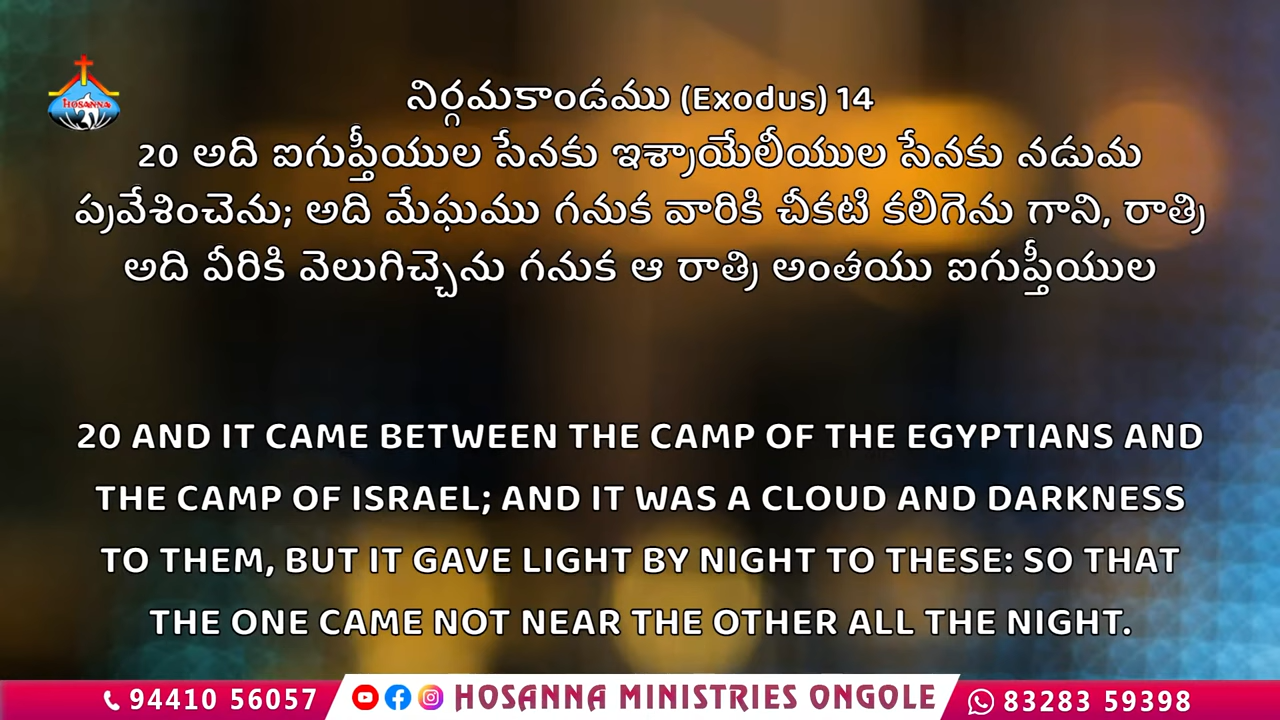 HOSANNA
నిర్గమకాండము (Exodus) 14
20 అది ఐగుప్తీయుల సేనకు ఇశ్రాయేలీయుల సేనకు నడుమ
ప్రవేశించెను; అది మేఘము గనుక వారికి చీకటి కలిగెను గాని, రాత్రి
అది వీరికి వెలుగిచ్చెను గనుక ఆ రాత్రి అంతయు ఐగుప్తీయుల
20 AND IT CAME BETWEEN THE CAMP OF THE EGYPTIANS AND
THE CAMP OF ISRAEL; AND IT WAS A CLOUD AND DARKNESS
TO THEM, BUT IT GAVE LIGHT BY NIGHT TO THESE: SO THAT
THE ONE CAME NOT NEAR THE OTHER ALL THE NIGHT.
94410 56057 HOSANNA MINISTRIES ONGOLE 83283 59398